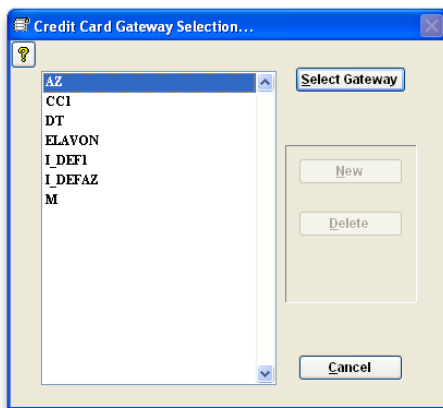 Credit Card Gateway Selection...
?
AZ
CC1
DT
ELAVON
I_DEF1
I_DEFAZ
M
Select Gateway
New
Delete
Cancel